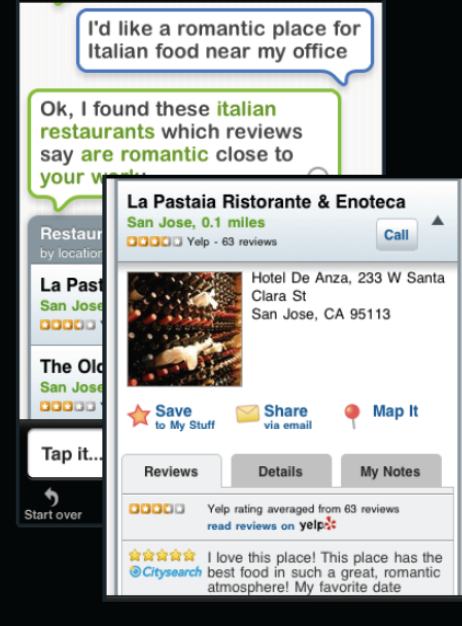 I'd like a romantic place for
Italian food near my office
Ok, I found these italian
restaurants which reviews
say are romantic close to
your
Restaur
by location
La Past
San Jose
The Old
San Jose
Tap it...
Start over
La Pastaia Ristorante & Enoteca
San Jose, 0.1 miles
Yelp - 63 reviews
Call
Hotel De Anza, 233 W Santa
Clara St
San Jose, CA 95113
Save
to My Stuff
Share
via email
Map It
Reviews
Details
My Notes
Yelp rating averaged from 63 reviews
read reviews on yelp
Citysearch
I love this place! This place has the
best food in such a great, romantic
atmosphere! My favorite date